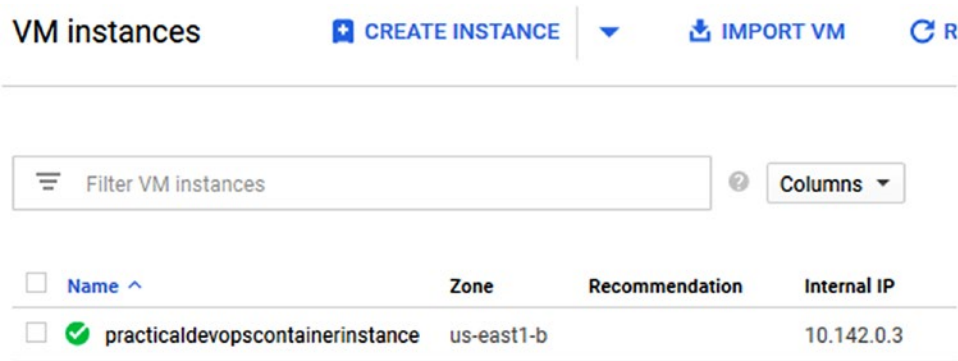 VM instances CREATE INSTANCE IMPORT VM R
Filter VM instances Columns
Name Zone Recommendation Internal IP
practicaldevopscontainerinstance us-east1-b 10.142.0.3